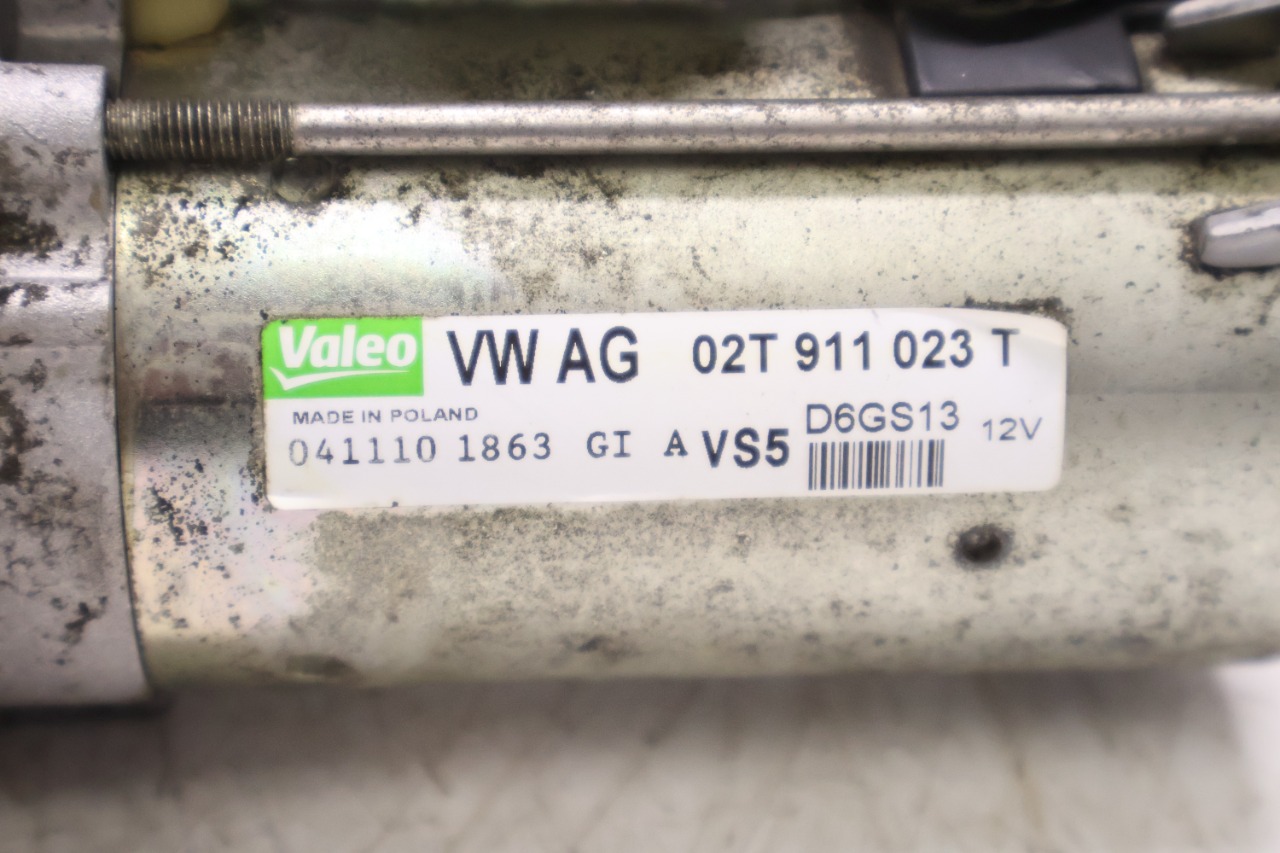 Valeo VW AG 02T 911 023 T
MADE IN POLAND D6GS13 12V
041110 1863 GI A VS5